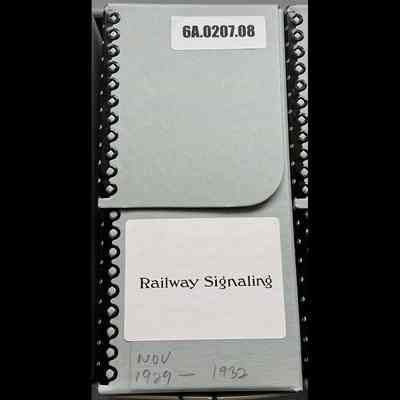 6A.0207.08
Railway Signaling
NOV
1929 - 1932